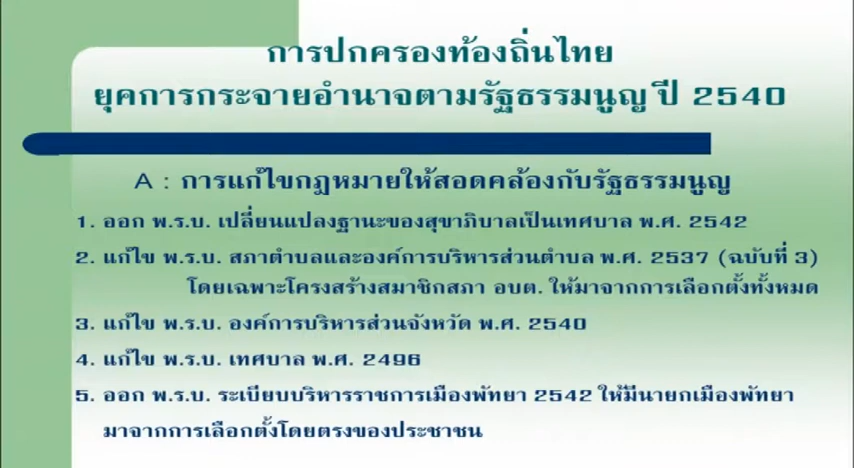 การปกครองท้องถิ่นไทย
ยุคการกระจายอำนาจตามรัฐธรรมนูญ ปี 2540
A : การแก้ไขกฎหมายให้สอดคล้องกับรัฐธรรมนูญ
1. ออก พ.ร.บ. เปลี่ยนแปลงฐานะของสุขาภิบาลเป็นเทศบาล พ.ศ. 2542
2. แก้ไข พ.ร.บ. สภาตำบลและองค์การบริหารส่วนตำบล พ.ศ. 2537 (ฉบับที่ 3)
โดยเฉพาะโครงสร้างสมาชิกสภา อบต. ให้มาจากการเลือกตั้งทั้งหมด
3. แก้ไข พ.ร.บ. องค์การบริหารส่วนจังหวัด พ.ศ. 2540
4. แก้ไข พ.ร.บ. เทศบาล พ.ศ. 2496
5. ออก พ.ร.บ. ระเบียบบริหารราชการเมืองพัทยา 2542 ให้มีนายกเมืองพัทยา
มาจากการเลือกตั้งโดยตรงของประชาชน